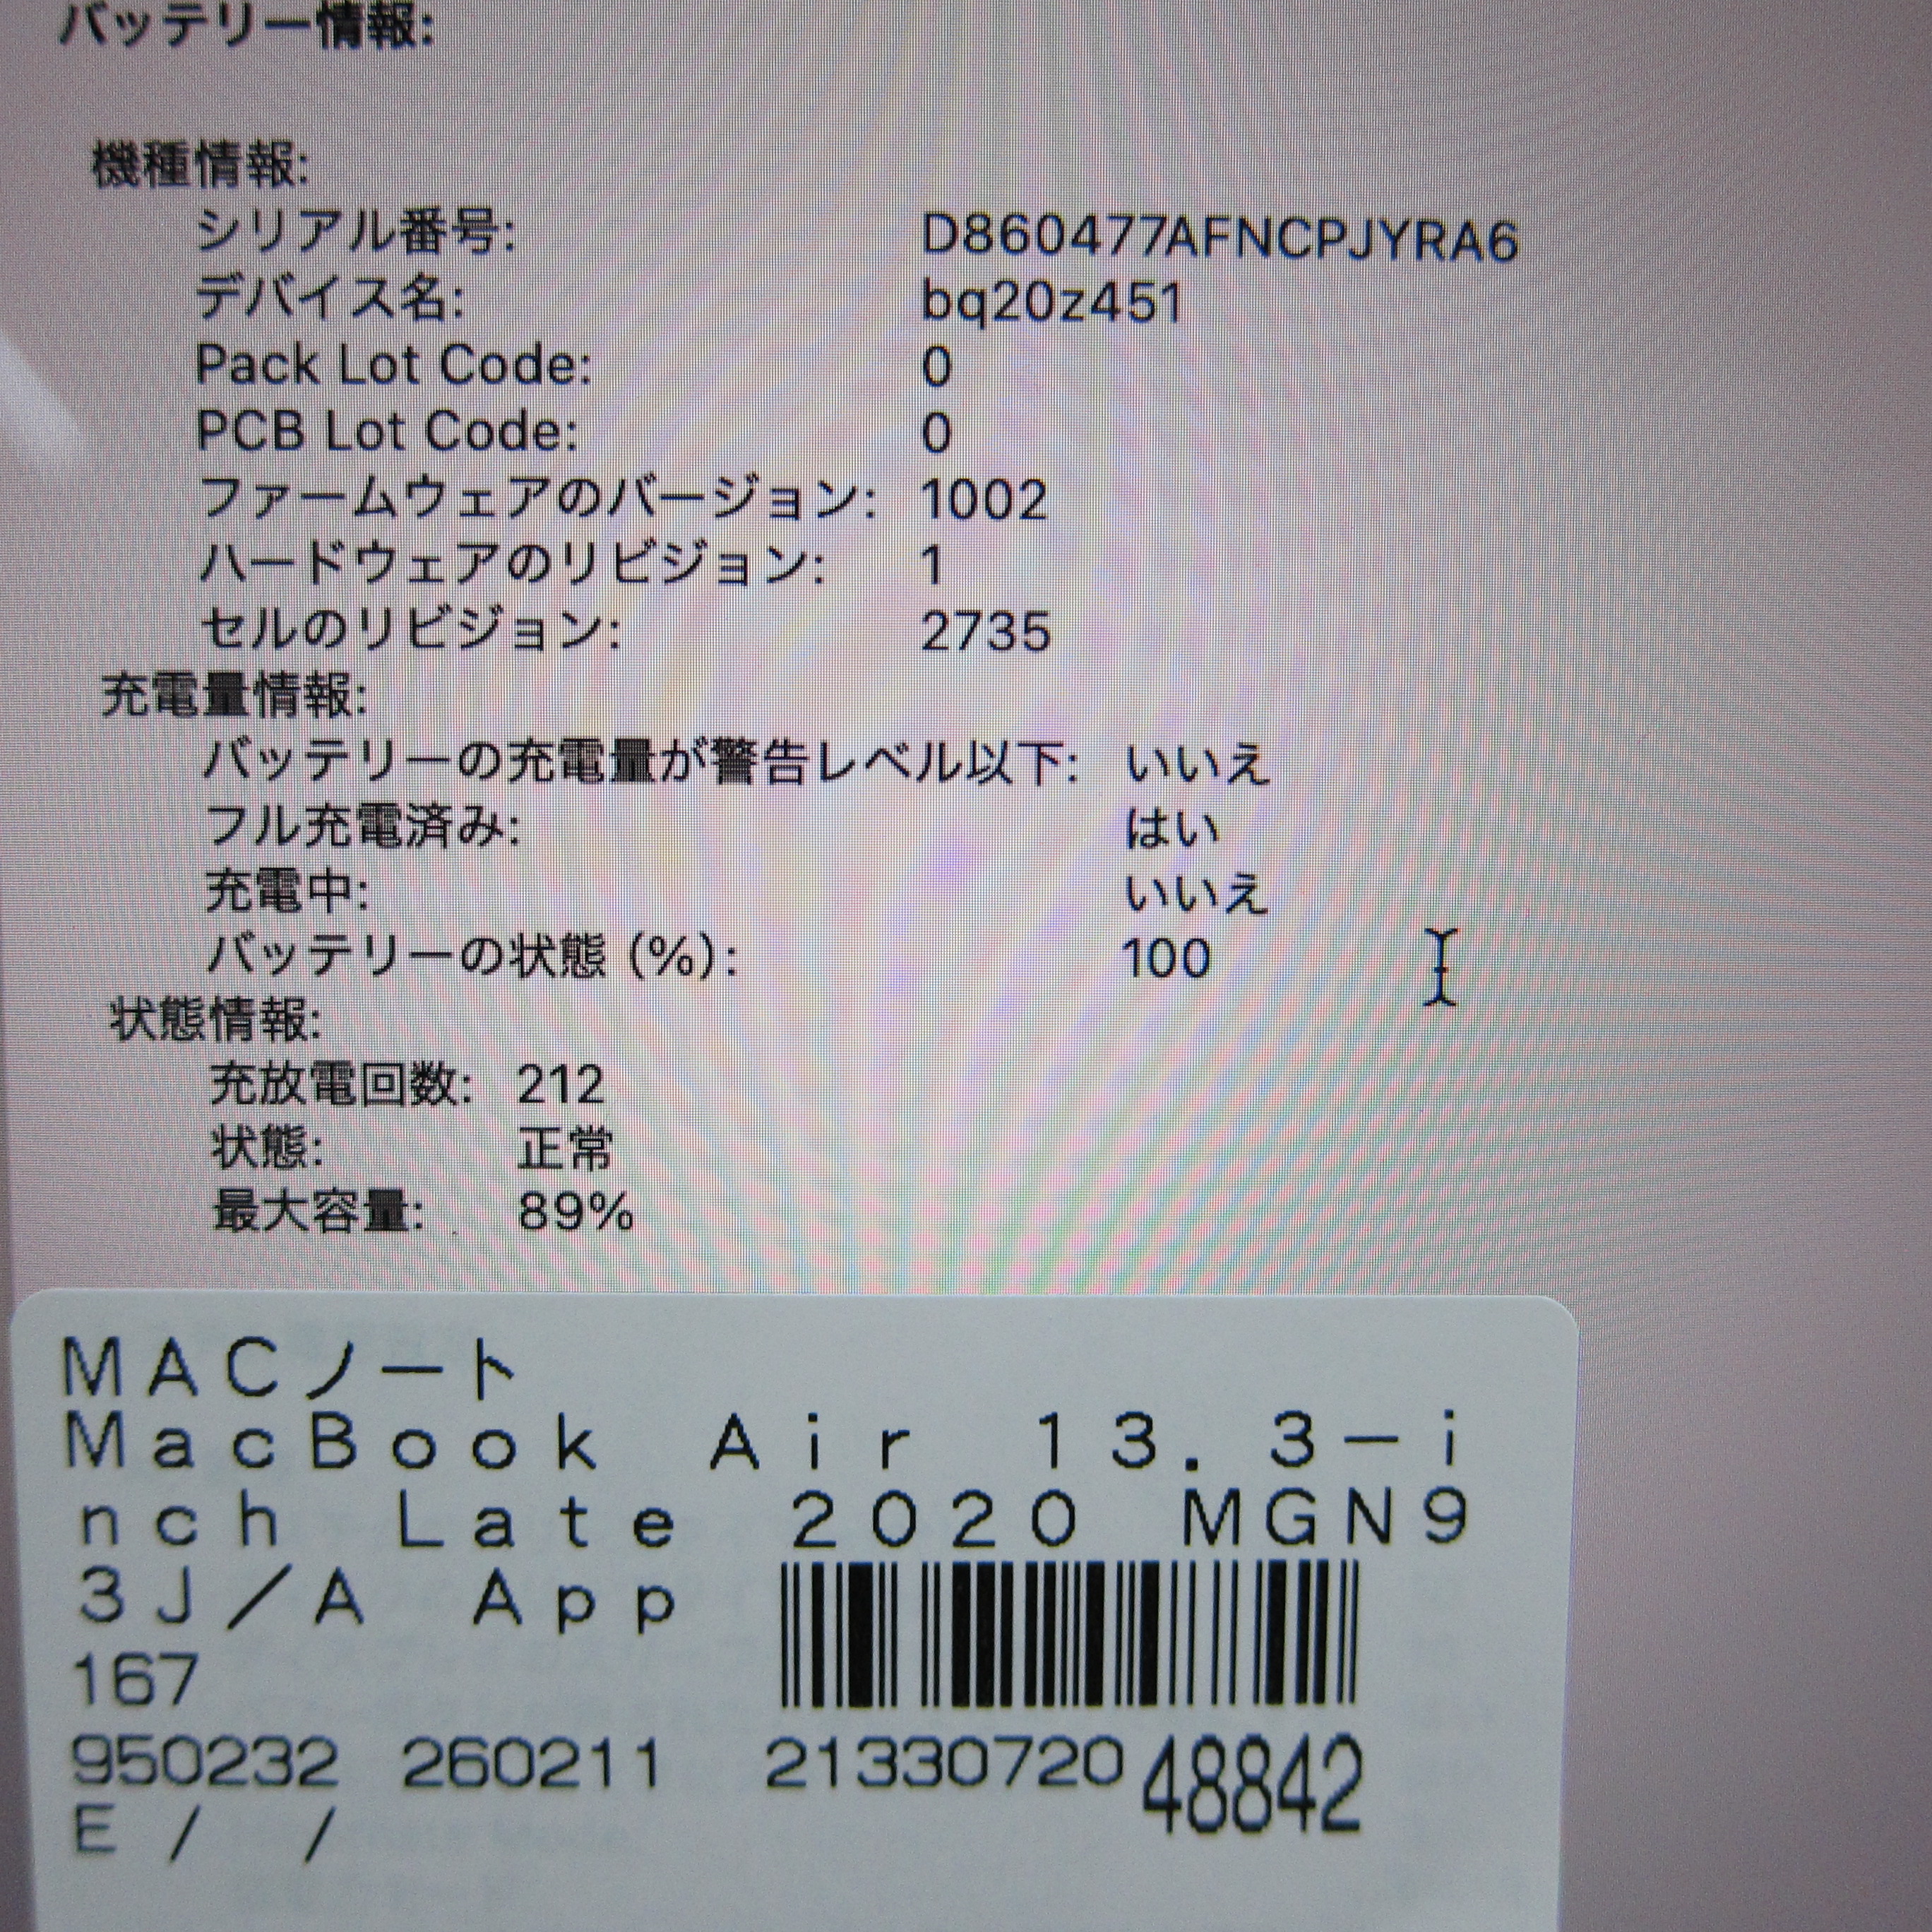 バッテリー情報:
機種情報:
シリアル番号: D860477AFNCPJYRA6
デバイス名: bq20z451
Pack Lot Code: 0
PCB Lot Code: 0
ファームウェアのバージョン: 1002
ハードウェアのリビジョン: 1
セルのリビジョン: 2735
充電量情報:
バッテリーの充電量が警告レベル以下: いいえ
フル充電済み: はい
充電中: いいえ
バッテリーの状態 (%): 100
状態情報:
充放電回数: 212
状態: 正常
最大容量: 89%
MACノート
MacBook Air 13.3−i
nch Late 2020 MGN9
3J／A App
167
950232 260211 2133072048842
E / /